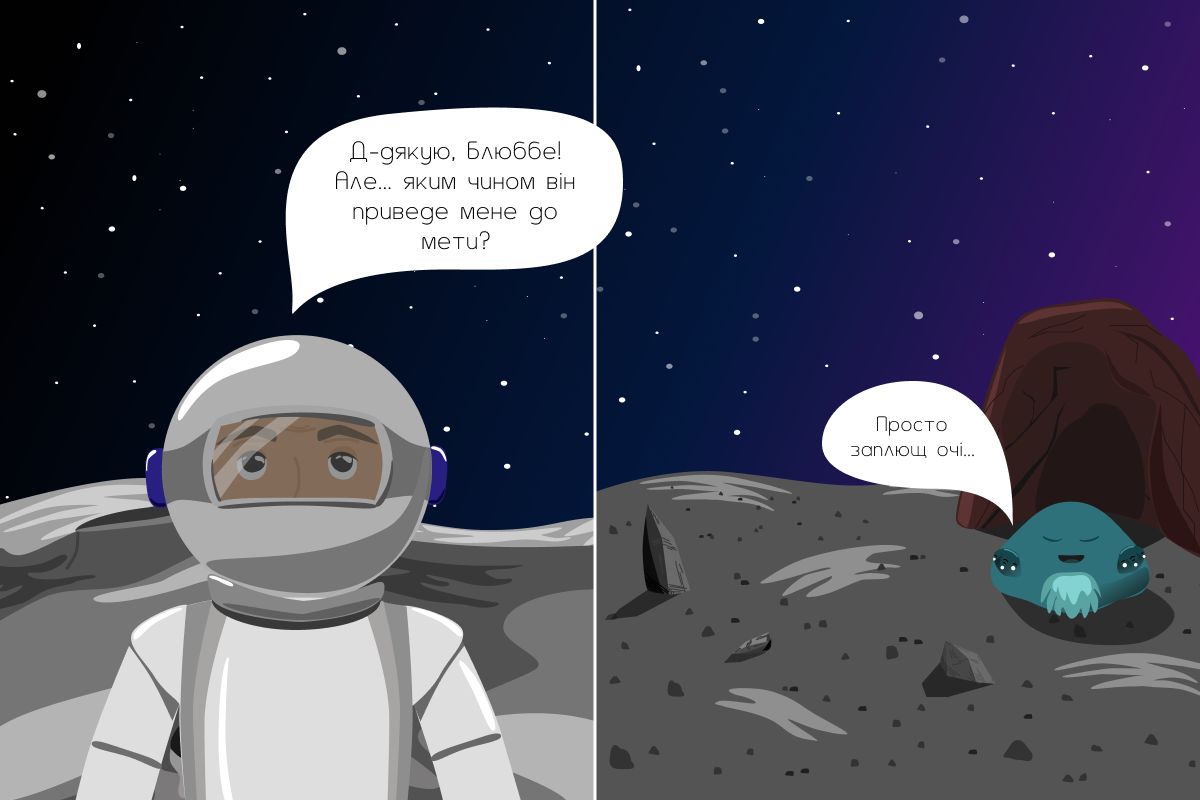 Д-дякую, Блюббе!
Але... яким чином він
приведе мене до
мети?
Просто
заплющ очі...